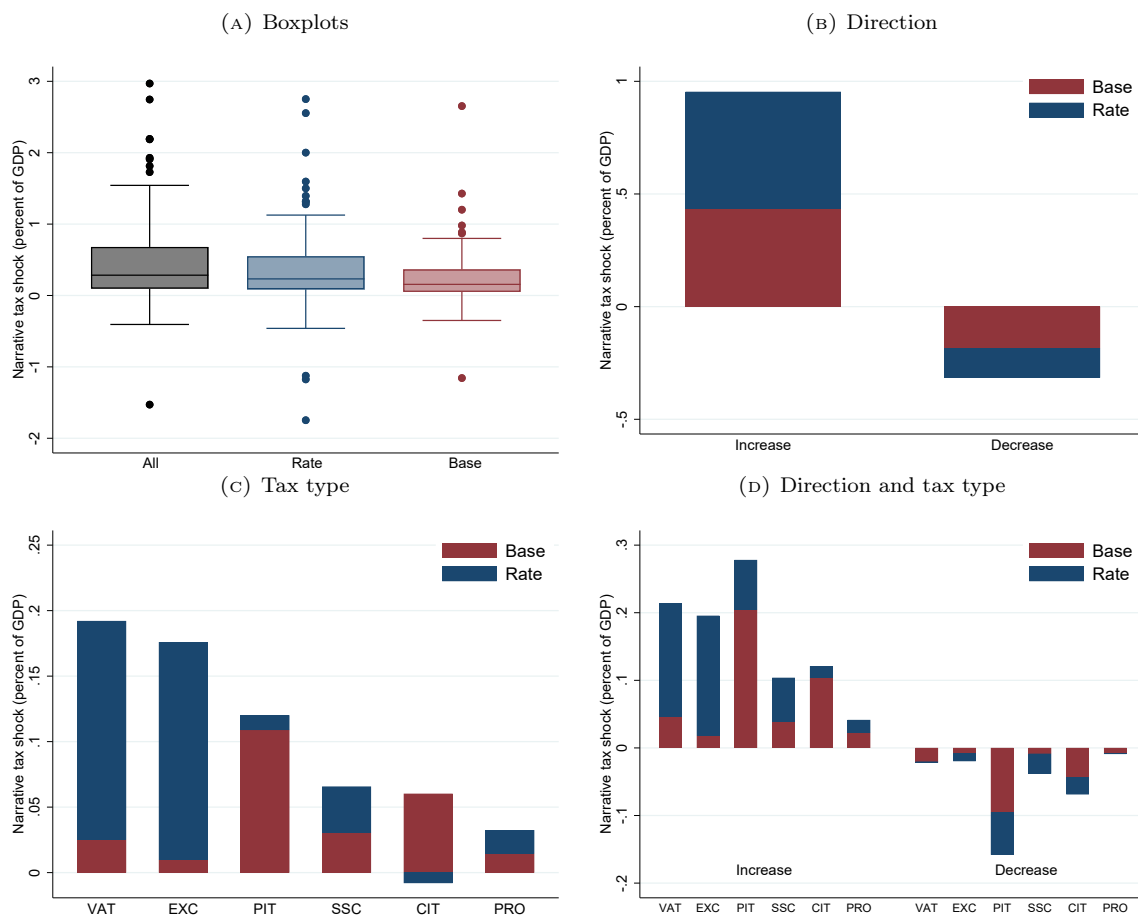 (A) Boxplots
Narrative tax shock (percent of GDP)
3
2
1
0
-1
-2
All Rate Base
(B) Direction
Narrative tax shock (percent of GDP)
1
.5
0
-.5
Base
Rate
Increase Decrease
(C) Tax type
Narrative tax shock (percent of GDP)
.25
.2
.15
.1
.05
0
Base
Rate
VAT EXC PIT SSC CIT PRO
(D) Direction and tax type
Narrative tax shock (percent of GDP)
.3
.2
.1
0
-.1
-.2
Base
Rate
Increase Decrease
VAT EXC PIT SSC CIT PRO VAT EXC PIT SSC CIT PRO